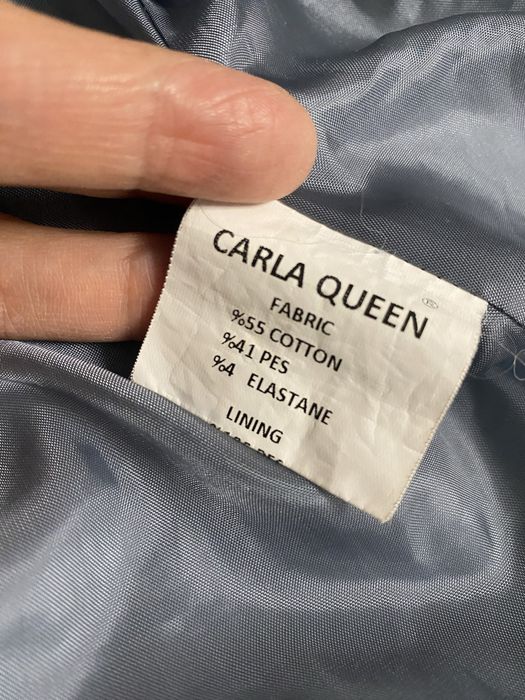 CARLA QUEEN
FABRIC
%55 COTTON
%41 PES
%4 ELASTANE
LINING